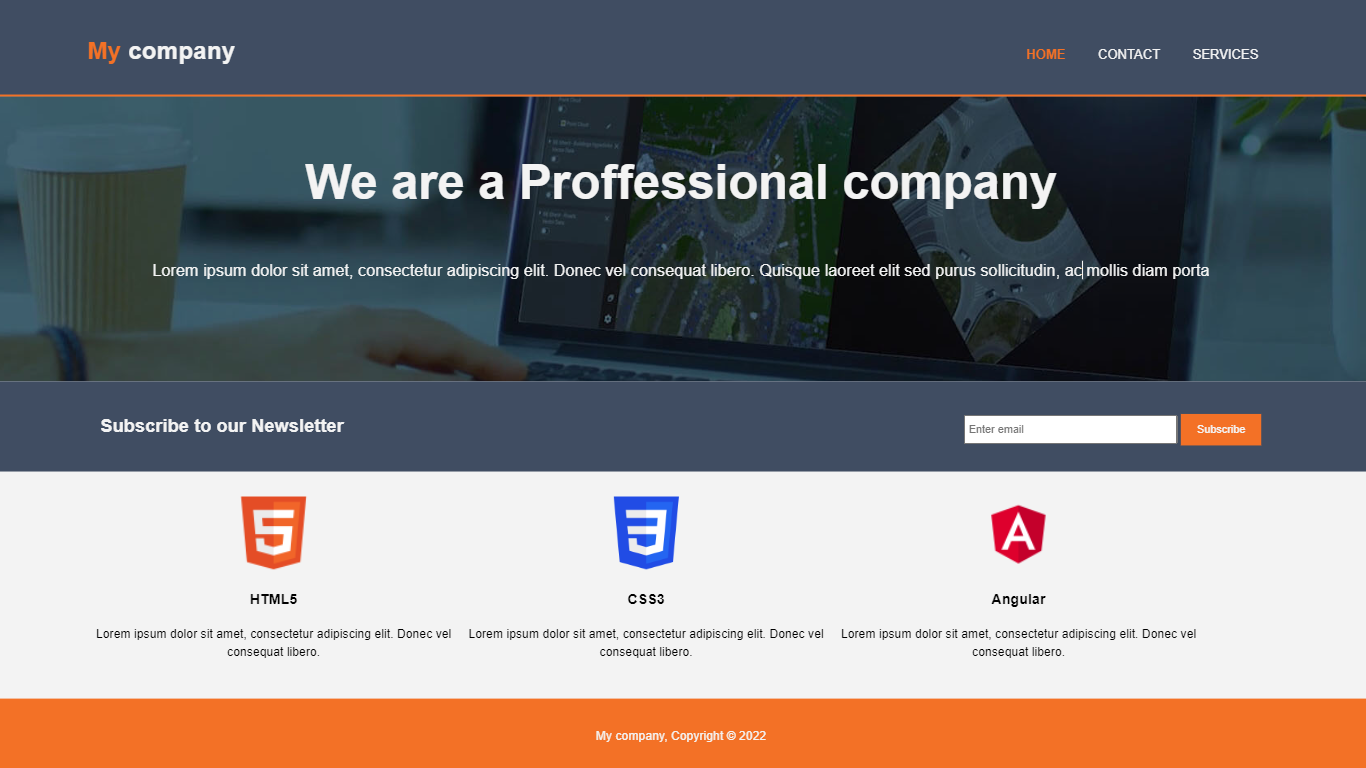 My company
HOME CONTACT SERVICES
We are a Proffessional company
Lorem ipsum dolor sit amet, consectetur adipiscing elit. Donec vel consequat libero. Quisque laoreet elit sed purus sollicitudin, ac mollis diam porta
Subscribe to our Newsletter
Enter email Subscribe
HTML5
Lorem ipsum dolor sit amet, consectetur adipiscing elit. Donec vel
consequat libero.
CSS3
Lorem ipsum dolor sit amet, consectetur adipiscing elit. Donec vel
consequat libero.
Angular
Lorem ipsum dolor sit amet, consectetur adipiscing elit. Donec vel
consequat libero.
My company, Copyright © 2022